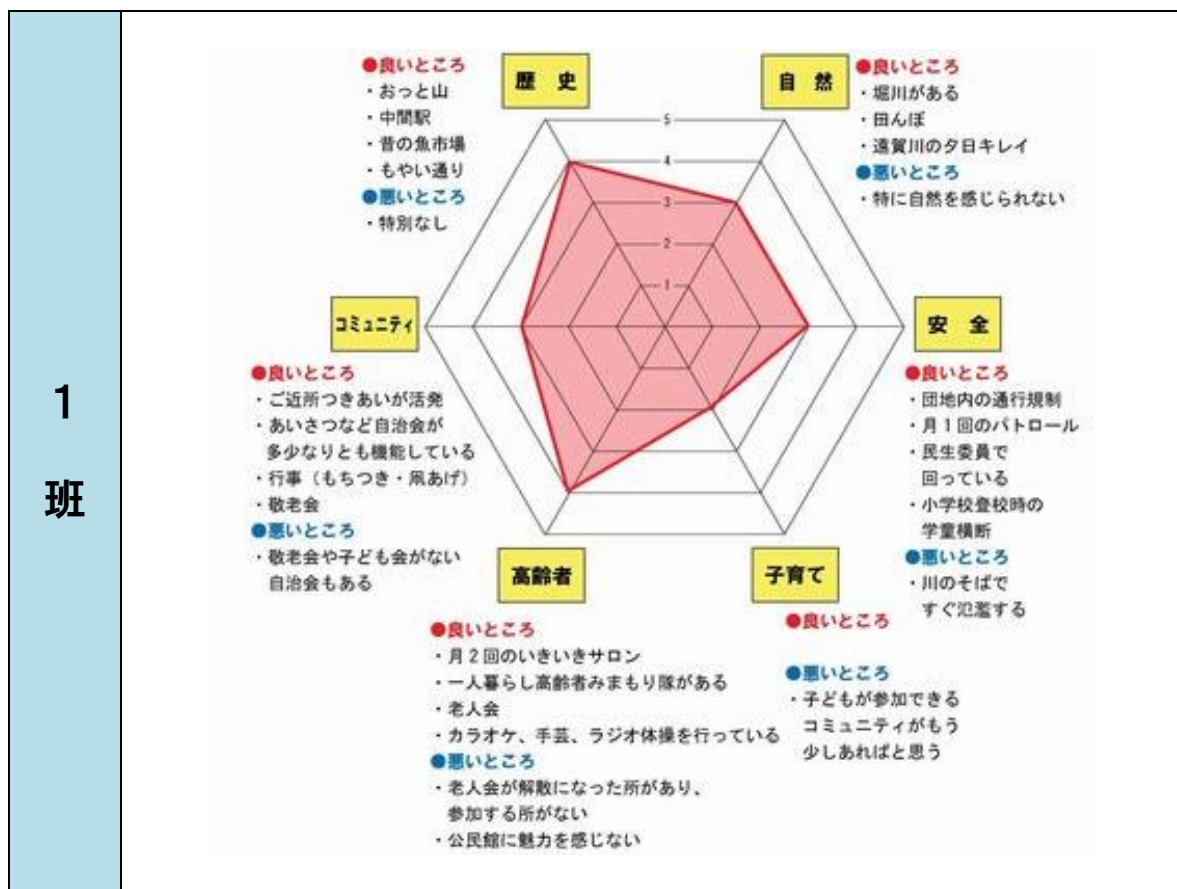 1
班
歴 史
●良いところ
・おっと山
・中間駅
・昔の魚市場
・もやい通り
●悪いところ
・特別なし
自 然
●良いところ
・堀川がある
・田んぼ
・遠賀川の夕日キレイ
●悪いところ
・特に自然を感じられない
5
4
3
2
1
コミュニティ
●良いところ
・ご近所つきあいが活発
・あいさつなど自治会が
多少なりとも機能している
・行事（もちつき・凧あげ）
・敬老会
●悪いところ
・敬老会や子ども会がない
自治会もある
安 全
●良いところ
・団地内の通行規制
・月1回のパトロール
・民生委員で
回っている
・小学校登校時の
学童横断
●悪いところ
・川のそばで
すぐ氾濫する
高齢者
●良いところ
・月2回のいきいきサロン
・一人暮らし高齢者みまもり隊がある
・老人会
・カラオケ、手芸、ラジオ体操を行っている
●悪いところ
・老人会が解散になった所があり、
参加する所がない
・公民館に魅力を感じない
子育て
●良いところ
●悪いところ
・子どもが参加できる
コミュニティがもう
少しあればと思う